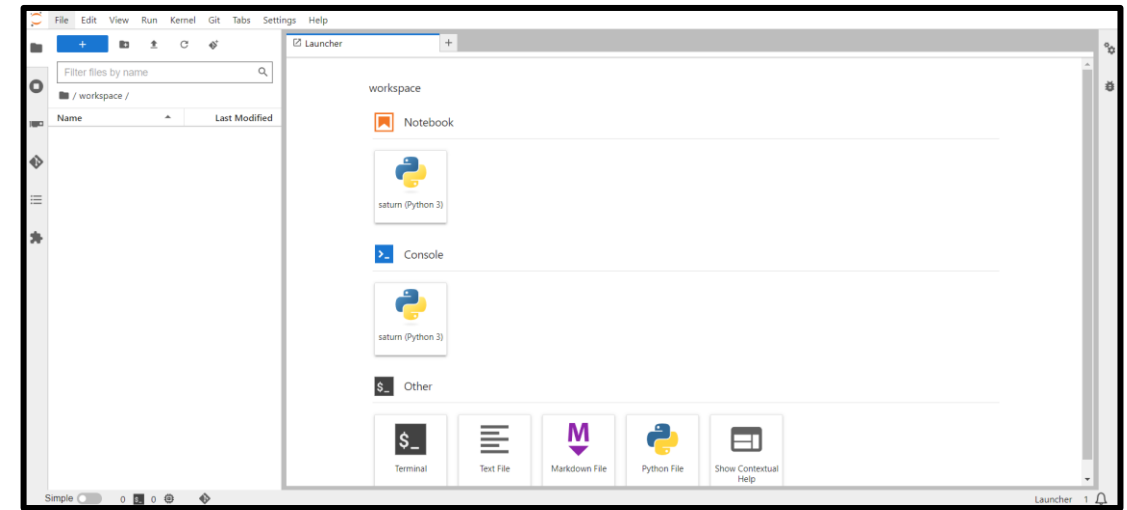 File Edit View Run Kernel Git Tabs Settings Help
+
Filter files by name
/ workspace /
Name Last Modified
Launcher +
workspace
Notebook
saturn (Python 3)
>_ Console
saturn (Python 3)
$_ Other
$_
Terminal
Text File
M
Markdown File
Python File
Show Contextual
Help
Simple 0 $_ 0
Launcher 1